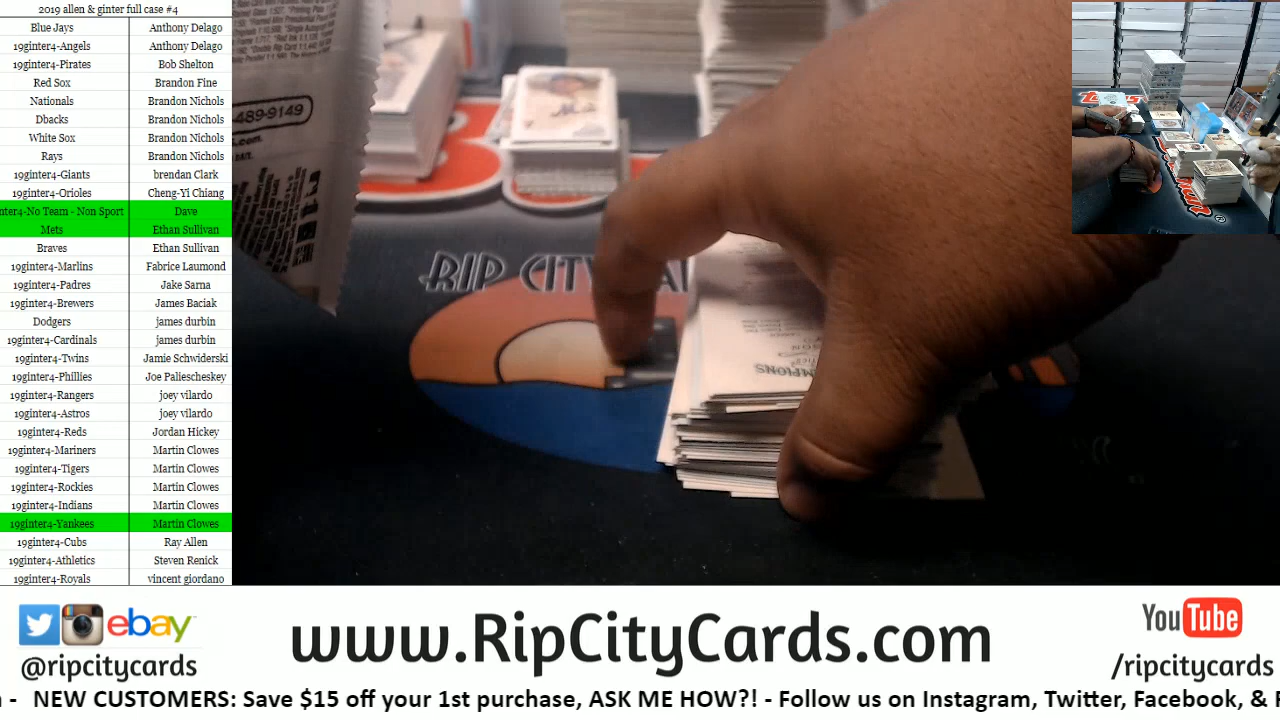 2019 allen & ginter full case #4
Blue Jays Anthony Delago
19ginter4-Angels Anthony Delago
19ginter4-Pirates Bob Shelton
Red Sox Brandon Fine
Nationals Brandon Nichols
Dbacks Brandon Nichols
White Sox Brandon Nichols
Rays Brandon Nichols
19ginter4-Giants brendan Clark
19ginter4-Orioles Cheng-Yi Chiang
nter4-No Team - Non Sport Dave
Mets Ethan Sullivan
Braves Ethan Sullivan
19ginter4-Marlins Fabrice Laumond
19ginter4-Padres Jake Sarna
19ginter4-Brewers James Baciak
Dodgers james durbin
19ginter4-Cardinals james durbin
19ginter4-Twins Jamie Schwiderski
19ginter4-Phillies Joe Paliescheskey
19ginter4-Rangers joey vilardo
19ginter4-Astros joey vilardo
19ginter4-Reds Jordan Hickey
19ginter4-Mariners Martin Clowes
19ginter4-Tigers Martin Clowes
19ginter4-Rockies Martin Clowes
19ginter4-Indians Martin Clowes
19ginter4-Yankees Martin Clowes
19ginter4-Cubs Ray Allen
19ginter4-Athletics Steven Renick
19ginter4-Royals vincent giordano
489-9149
RIP CITY
ebay
@ripcitycards
www.RipCityCards.com
YouTube
/ripcitycards
- NEW CUSTOMERS: Save $15 off your 1st purchase, ASK ME HOW?! - Follow us on Instagram, Twitter, Facebook, &